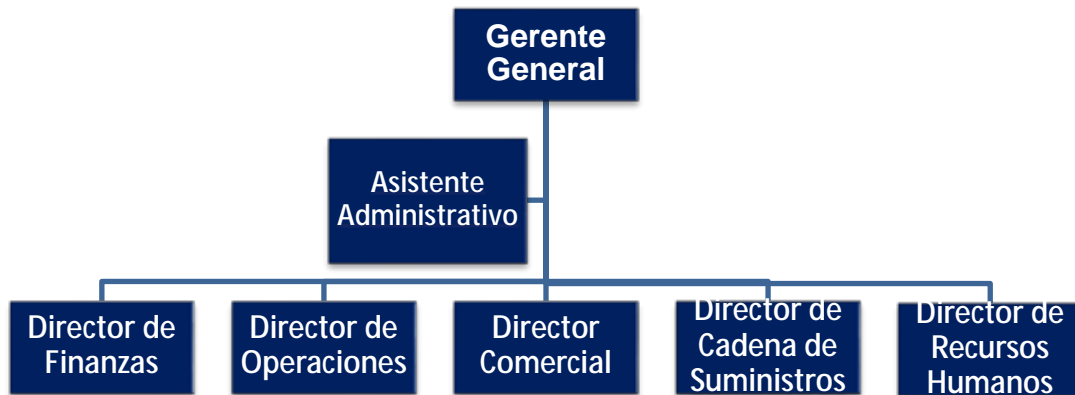 Gerente
General
Asistente
Administrativo
Director de
Finanzas
Director de
Operaciones
Director
Comercial
Director de
Cadena de
Suministros
Director de
Recursos
Humanos